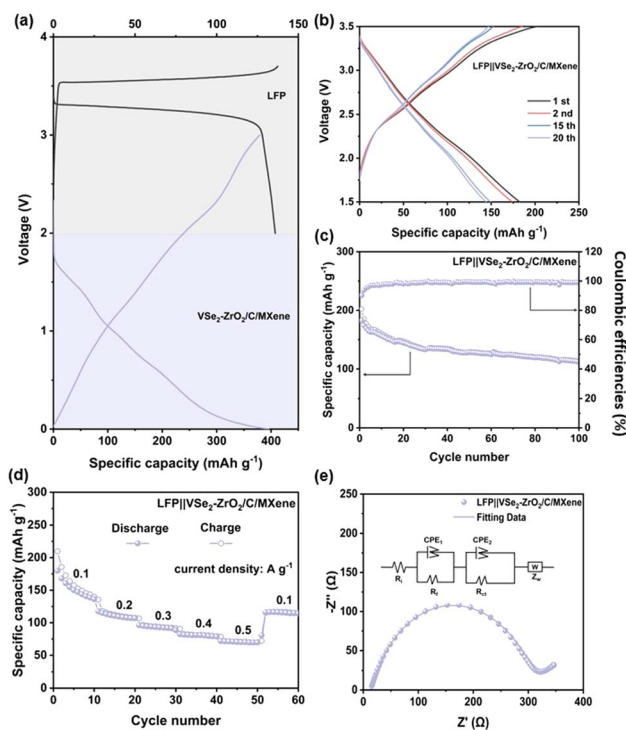 (a)
0 50 100 150
4
3
2
1
0
Voltage (V)
LFP
VSe₂-ZrO₂/C/MXene
0 100 200 300 400
Specific capacity (mAh g⁻¹)
(b)
3.5
3.0
2.5
2.0
1.5
Voltage (V)
LFP||VSe₂-ZrO₂/C/MXene
1 st
2 nd
15 th
20 th
0 50 100 150 200 250
Specific capacity (mAh g⁻¹)
(c)
300
250
200
150
100
50
0
Specific capacity (mAh g⁻¹)
LFP||VSe₂-ZrO₂/C/MXene
120
100
80
60
40
20
0
Coulombic efficiencies (%)
0 20 40 60 80 100
Cycle number
(d)
300
250
200
150
100
50
0
Specific capacity (mAh g⁻¹)
LFP||VSe₂-ZrO₂/C/MXene
Discharge Charge
current density: A g⁻¹
0.1
0.2
0.3
0.4
0.5
0.1
0 10 20 30 40 50 60
Cycle number
(e)
250
200
150
100
50
0
-Z'' (Ω)
LFP||VSe₂-ZrO₂/C/MXene
Fitting Data
CPE₁ CPE₂
W
Zw
0 100 200 300 400
Z' (Ω)